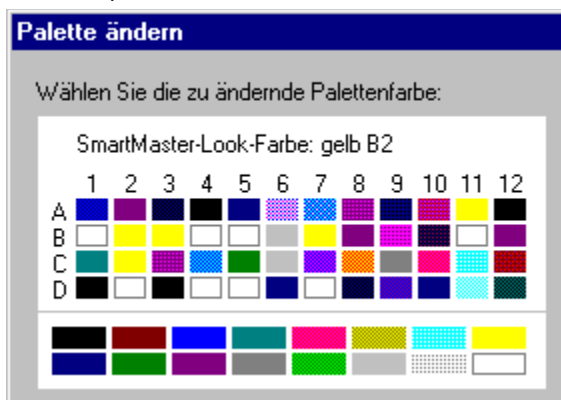 Palette ändern
Wählen Sie die zu ändernde Palettenfarbe:
SmartMaster-Look-Farbe: gelb B2
1 2 3 4 5 6 7 8 9 10 11 12
A
B
C
D